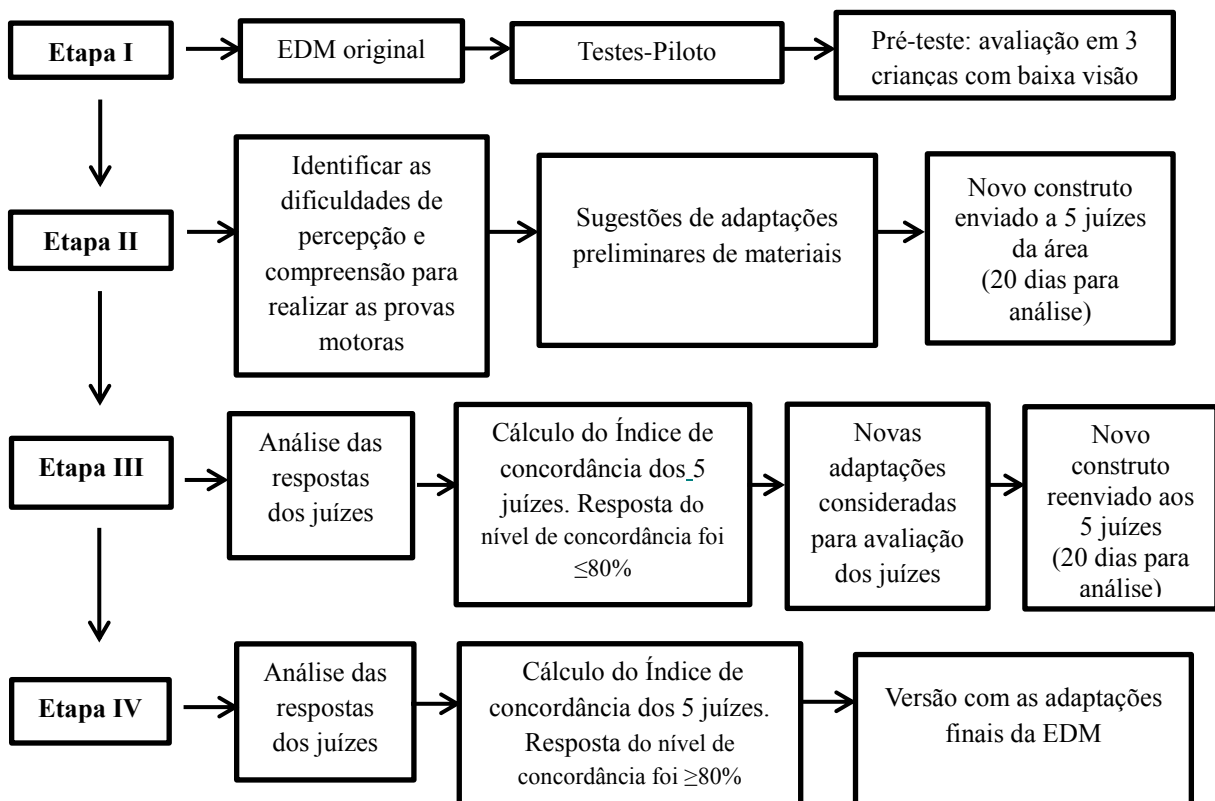 Etapa I
EDM original
Testes-Piloto
Pré-teste: avaliação em 3
crianças com baixa visão
Etapa II
Identificar as
dificuldades de
percepção e
compreensão para
realizar as provas
motoras
Sugestões de adaptações
preliminares de materiais
Novo construto
enviado a 5 juízes
da área
(20 dias para
análise)
Etapa III
Análise das
respostas
dos juízes
Cálculo do Índice de
concordância dos 5
juízes. Resposta do
nível de concordância foi
≤80%
Novas
adaptações
consideradas
para avaliação
dos juízes
Novo
construto
reenviado aos
5 juízes
(20 dias para
análise)
Etapa IV
Análise das
respostas
dos juízes
Cálculo do Índice de
concordância dos 5 juízes.
Resposta do nível de
concordância foi ≥80%
Versão com as adaptações
finais da EDM